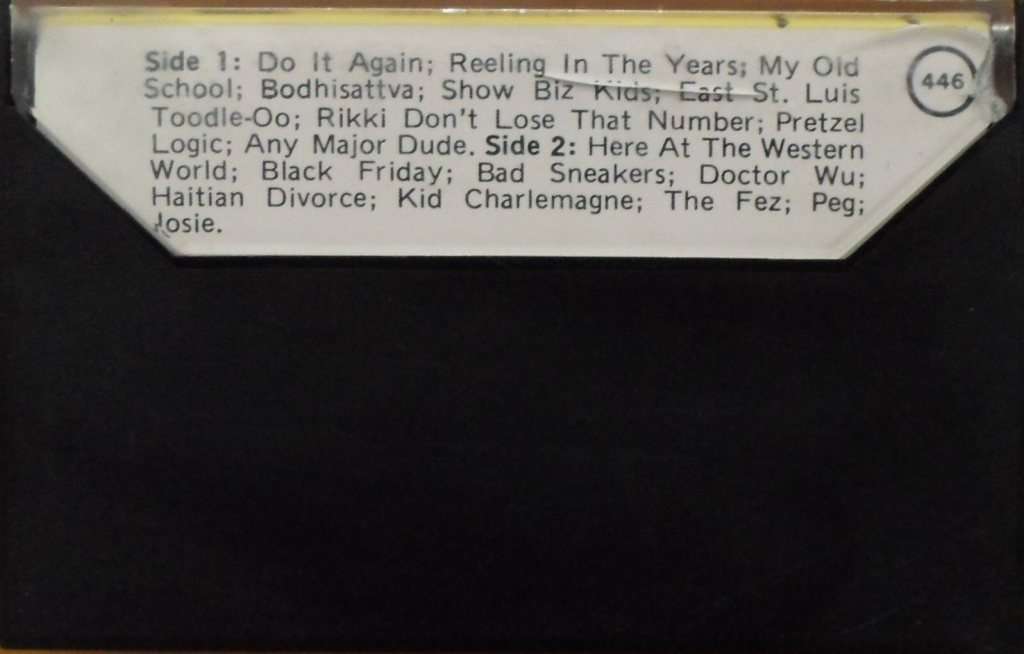 Side 1: Do It Again; Reeling In The Years; My Old
School; Bodhisattva; Show Biz Kids; East St. Luis
Toodle-Oo; Rikki Don't Lose That Number; Pretzel
Logic; Any Major Dude. Side 2: Here At The Western
World; Black Friday; Bad Sneakers; Doctor Wu;
Haitian Divorce; Kid Charlemagne; The Fez; Peg;
Josie.
446